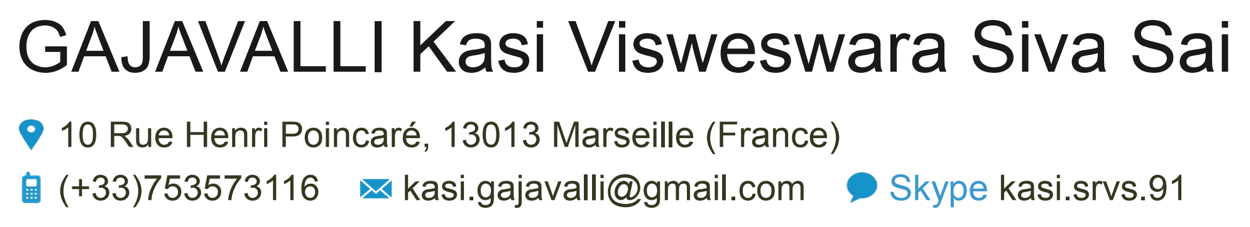 GAJAVALLI Kasi Visweswara Siva Sai
10 Rue Henri Poincaré, 13013 Marseille (France)
(+33)753573116 kasi.gajavalli@gmail.com Skype kasi.srvs.91